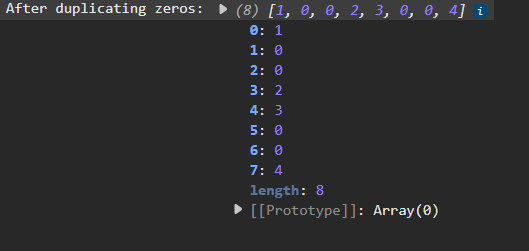 After duplicating zeros: ▶ (8) [1, 0, 0, 2, 3, 0, 0, 4] i
0: 1
1: 0
2: 0
3: 2
4: 3
5: 0
6: 0
7: 4
length: 8
▶ [[Prototype]]: Array(0)